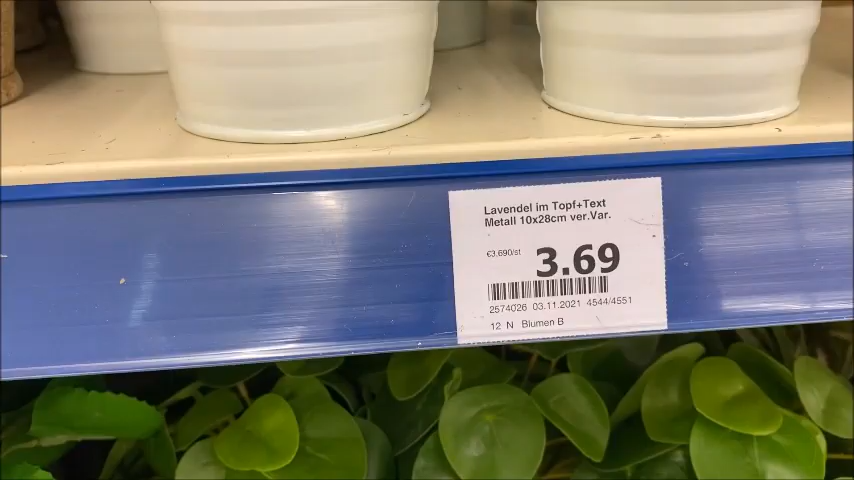 Lavendel im Topf+Text
Metall 10x28cm ver.Var.
€3,690/st
3.69
2574026 03.11.2021 4544/4551
12 N Blumen B